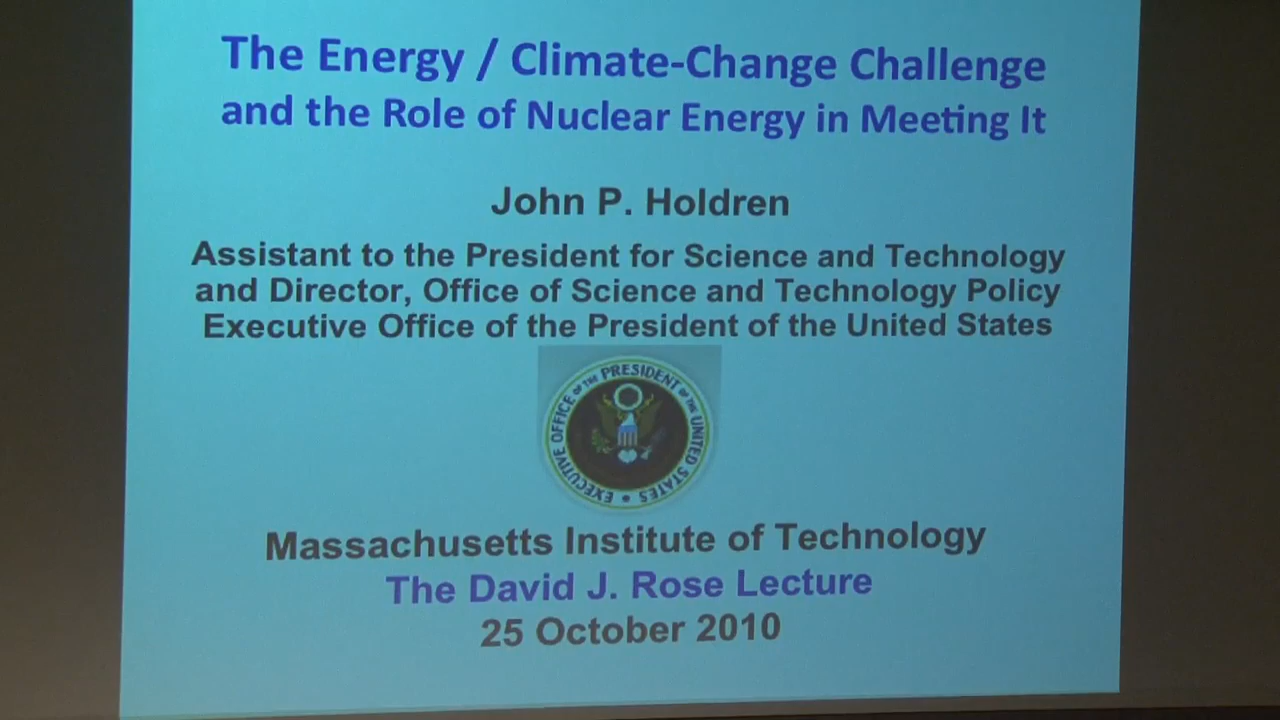 The Energy / Climate-Change Challenge
and the Role of Nuclear Energy in Meeting It
John P. Holdren
Assistant to the President for Science and Technology
and Director, Office of Science and Technology Policy
Executive Office of the President of the United States
EXECUTIVE OFFICE OF THE PRESIDENT OF THE UNITED STATES
Massachusetts Institute of Technology
The David J. Rose Lecture
25 October 2010